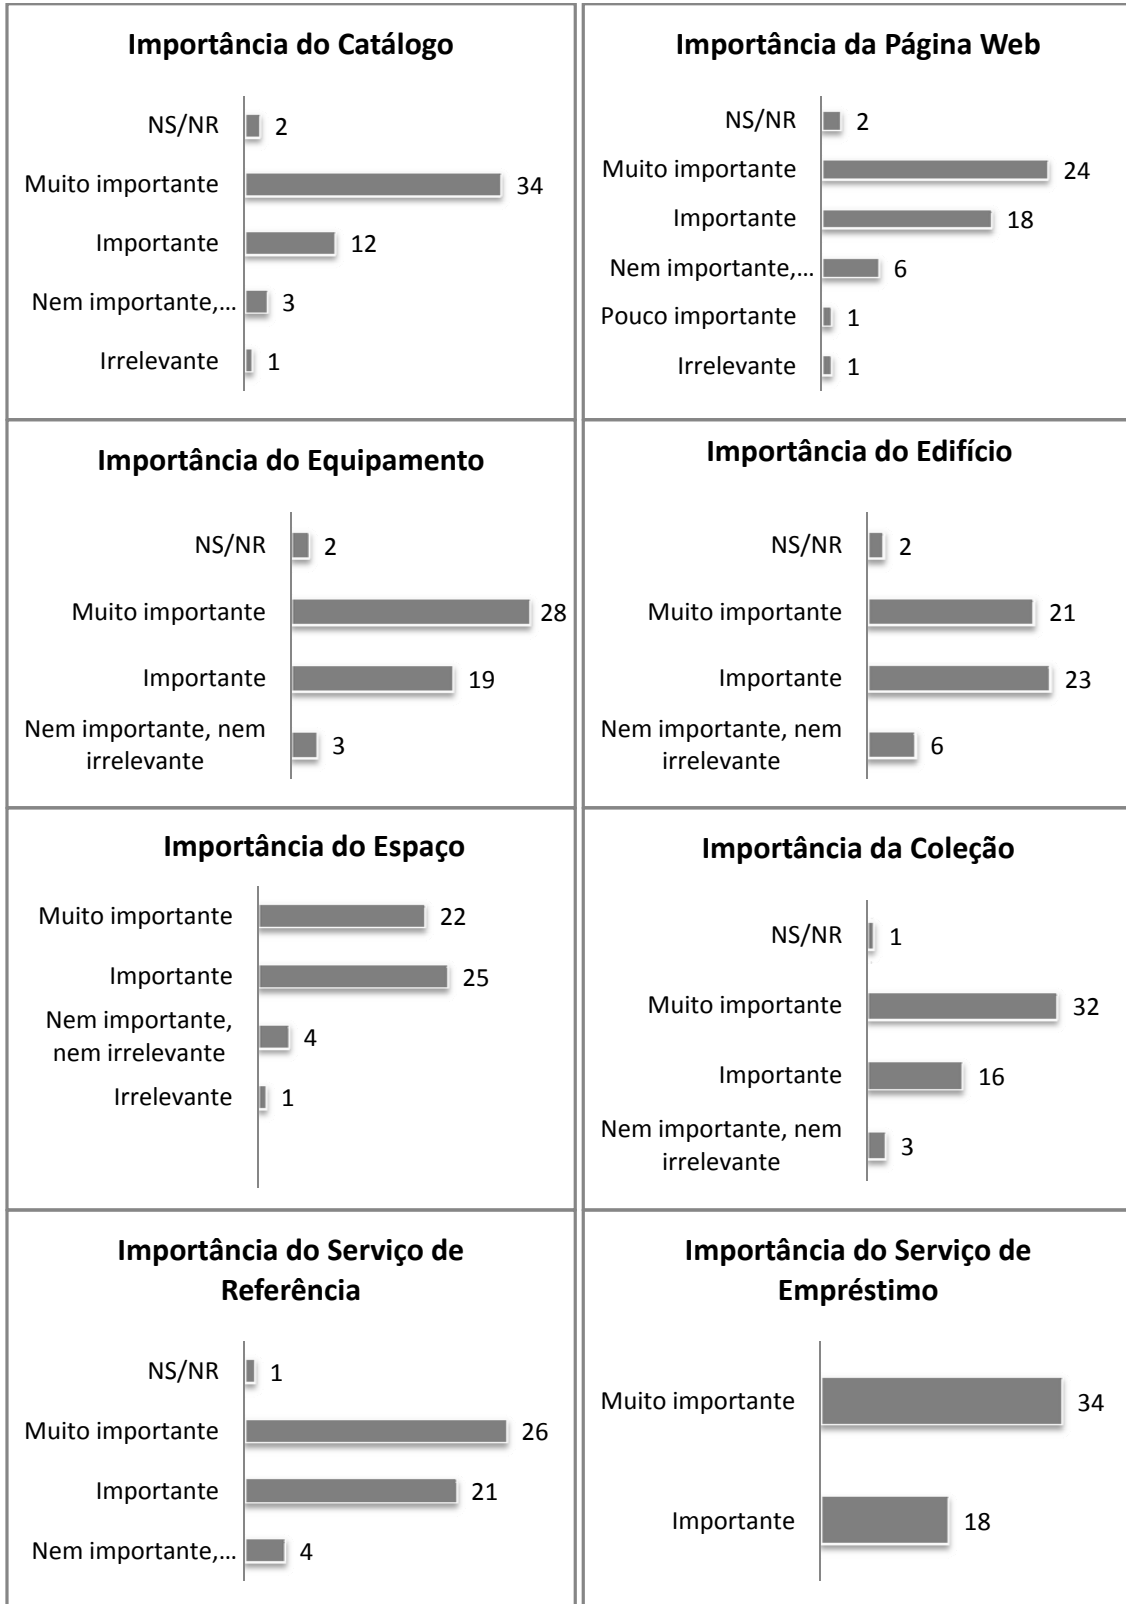 Importância do Catálogo
NS/NR 2
Muito importante 34
Importante 12
Nem importante,... 3
Irrelevante 1
Importância da Página Web
NS/NR 2
Muito importante 24
Importante 18
Nem importante,... 6
Pouco importante 1
Irrelevante 1
Importância do Equipamento
NS/NR 2
Muito importante 28
Importante 19
Nem importante, nem
irrelevante 3
Importância do Edifício
NS/NR 2
Muito importante 21
Importante 23
Nem importante, nem
irrelevante 6
Importância do Espaço
Muito importante 22
Importante 25
Nem importante,
nem irrelevante 4
Irrelevante 1
Importância da Coleção
NS/NR 1
Muito importante 32
Importante 16
Nem importante, nem
irrelevante 3
Importância do Serviço de
Referência
NS/NR 1
Muito importante 26
Importante 21
Nem importante,... 4
Importância do Serviço de
Empréstimo
Muito importante 34
Importante 18